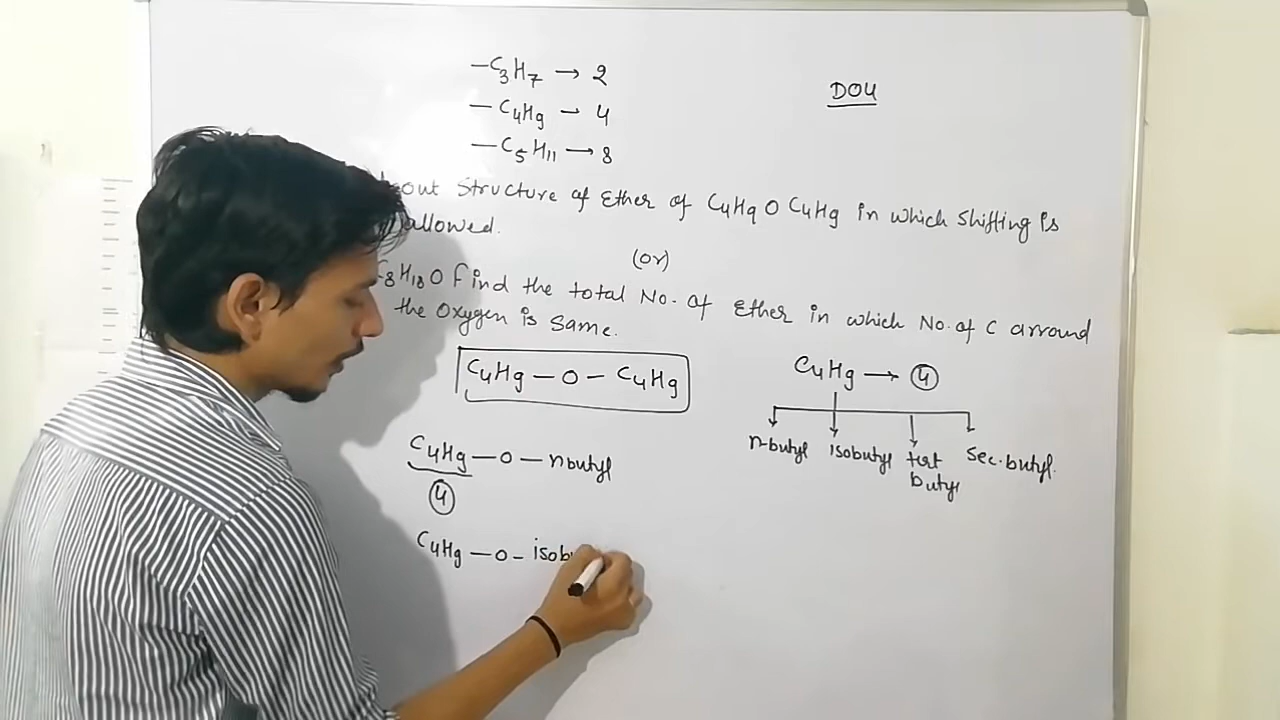 —C3H7 → 2
DOU
—C4H9 – 4
—C5H11 → 8
out Structure of Ether of C4H9 O C4H9 in which Shifting is
allowed.
(or)
C8H18O Find the total No. of Ether in which No. of C arround
the Oxygen is Same.
C4H9 — O — C4H9
C4H9 → 4
n-butyl isobutyl tert butyl Sec. butyl.
C4H9 — O — nbutyl
4
C4H9 — O – isob